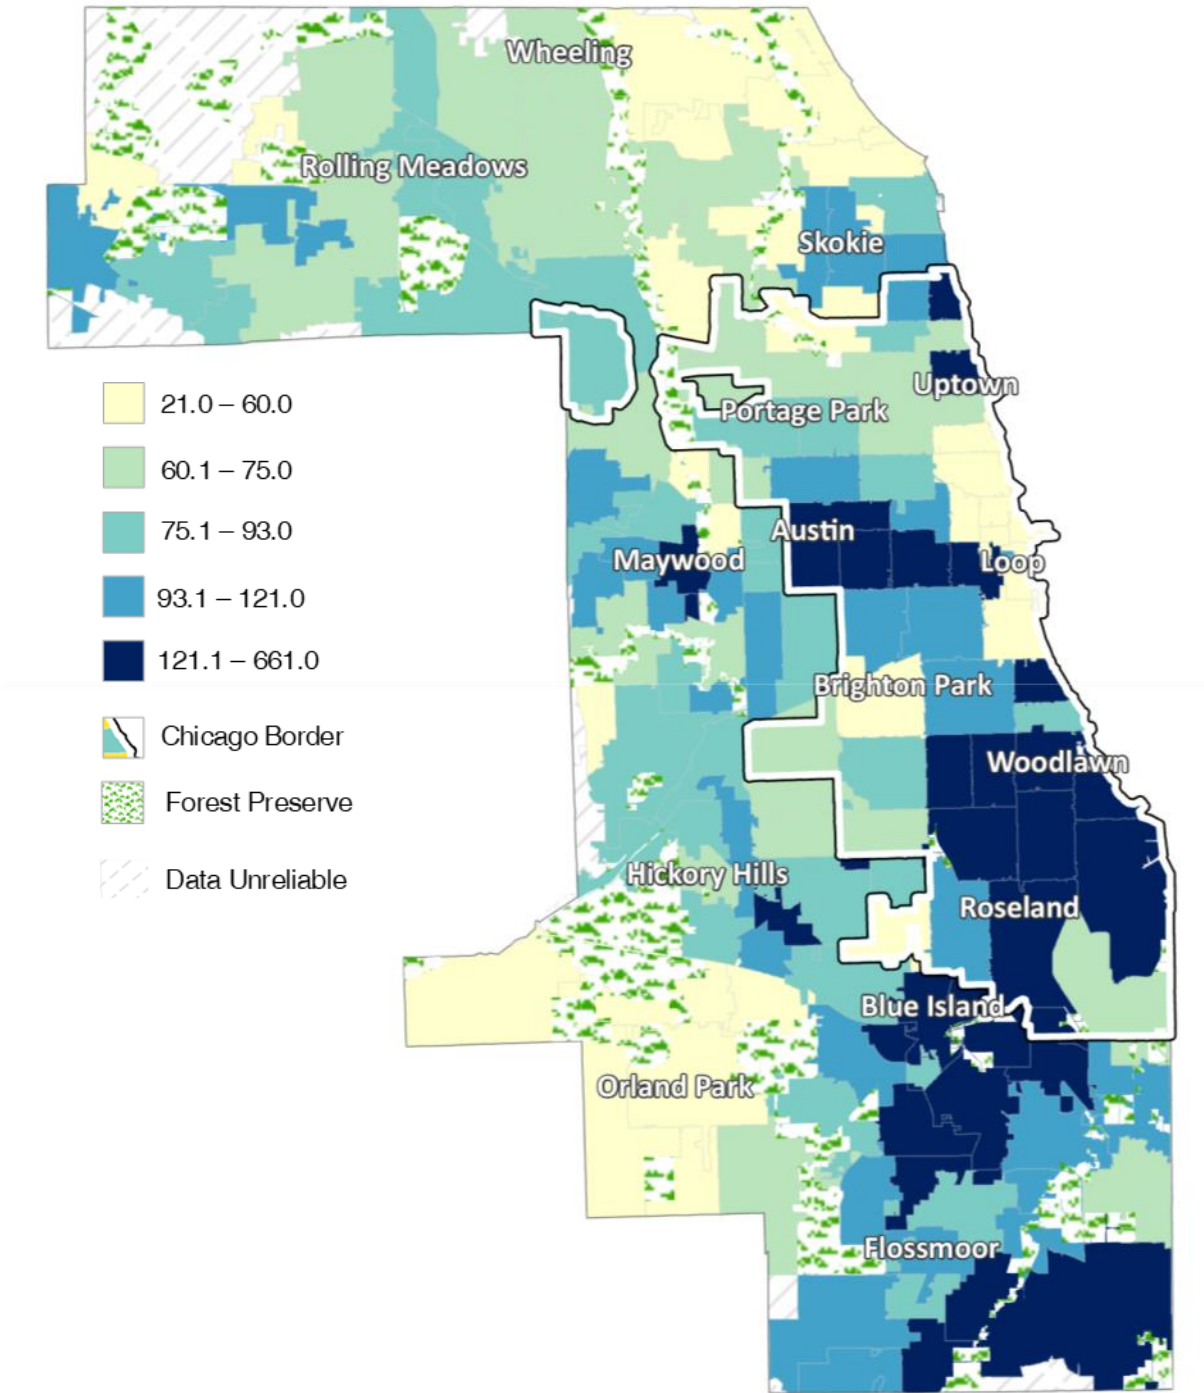 Wheeling
Rolling Meadows
Skokie
21.0 – 60.0
Uptown
Portage Park
60.1 – 75.0
75.1 – 93.0
Austin
Maywood
Loop
93.1 – 121.0
121.1 – 661.0
Brighton Park
Chicago Border
Woodlawn
Forest Preserve
Data Unreliable
Hickory Hills
Roseland
Blue Island
Orland Park
Flossmoor